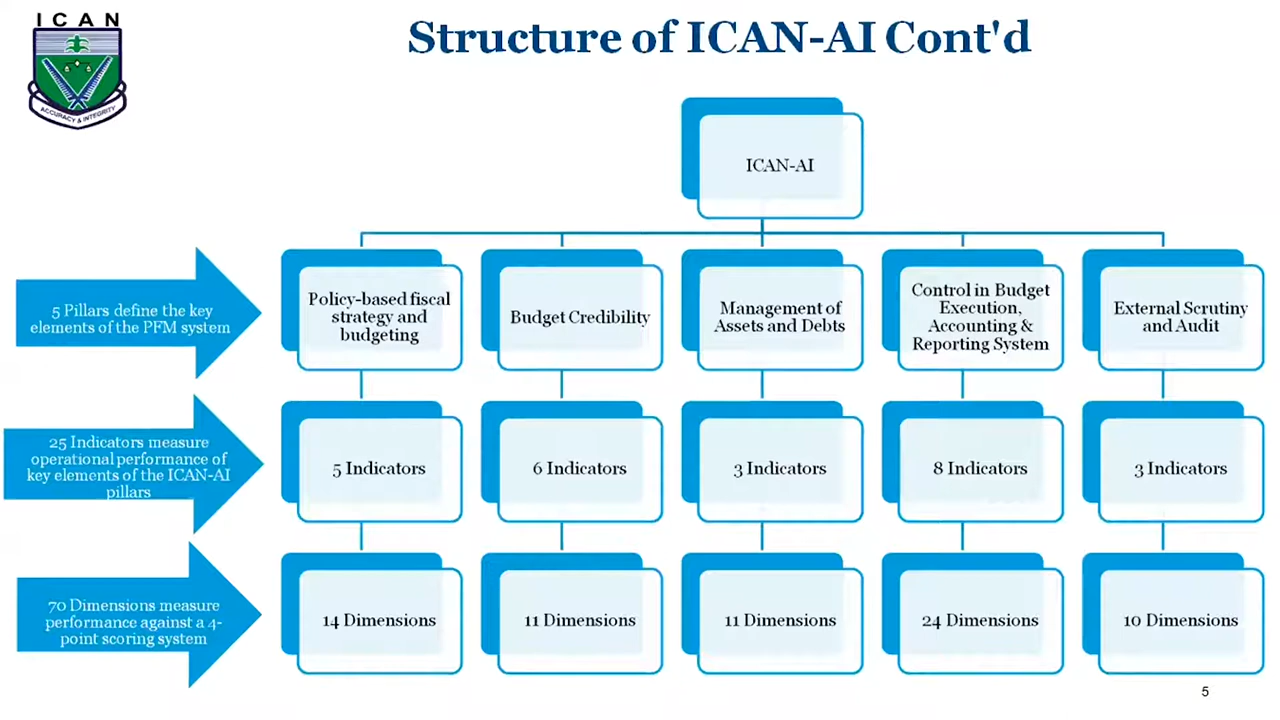 I C A N
ACCURACY & INTEGRITY
Structure of ICAN-AI Cont'd
ICAN-AI
5 Pillars define the key
elements of the PFM system
Policy-based fiscal
strategy and
budgeting
Budget Credibility
Management of
Assets and Debts
Control in Budget
Execution,
Accounting &
Reporting System
External Scrutiny
and Audit
25 Indicators measure
operational performance of
key elements of the ICAN-AI
pillars
5 Indicators
6 Indicators
3 Indicators
8 Indicators
3 Indicators
70 Dimensions measure
performance against a 4-
point scoring system
14 Dimensions
11 Dimensions
11 Dimensions
24 Dimensions
10 Dimensions
5